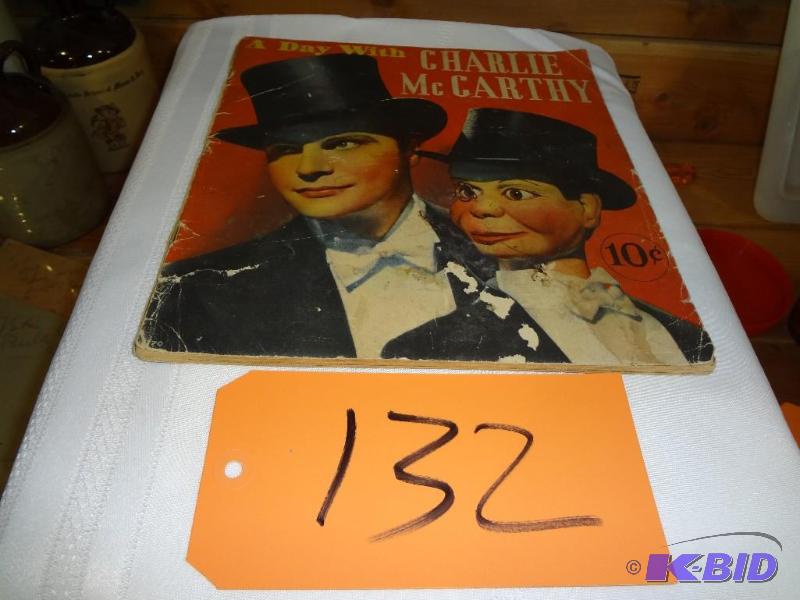 A Day With CHARLIE
McCARTHY
10¢
132
© K-BID